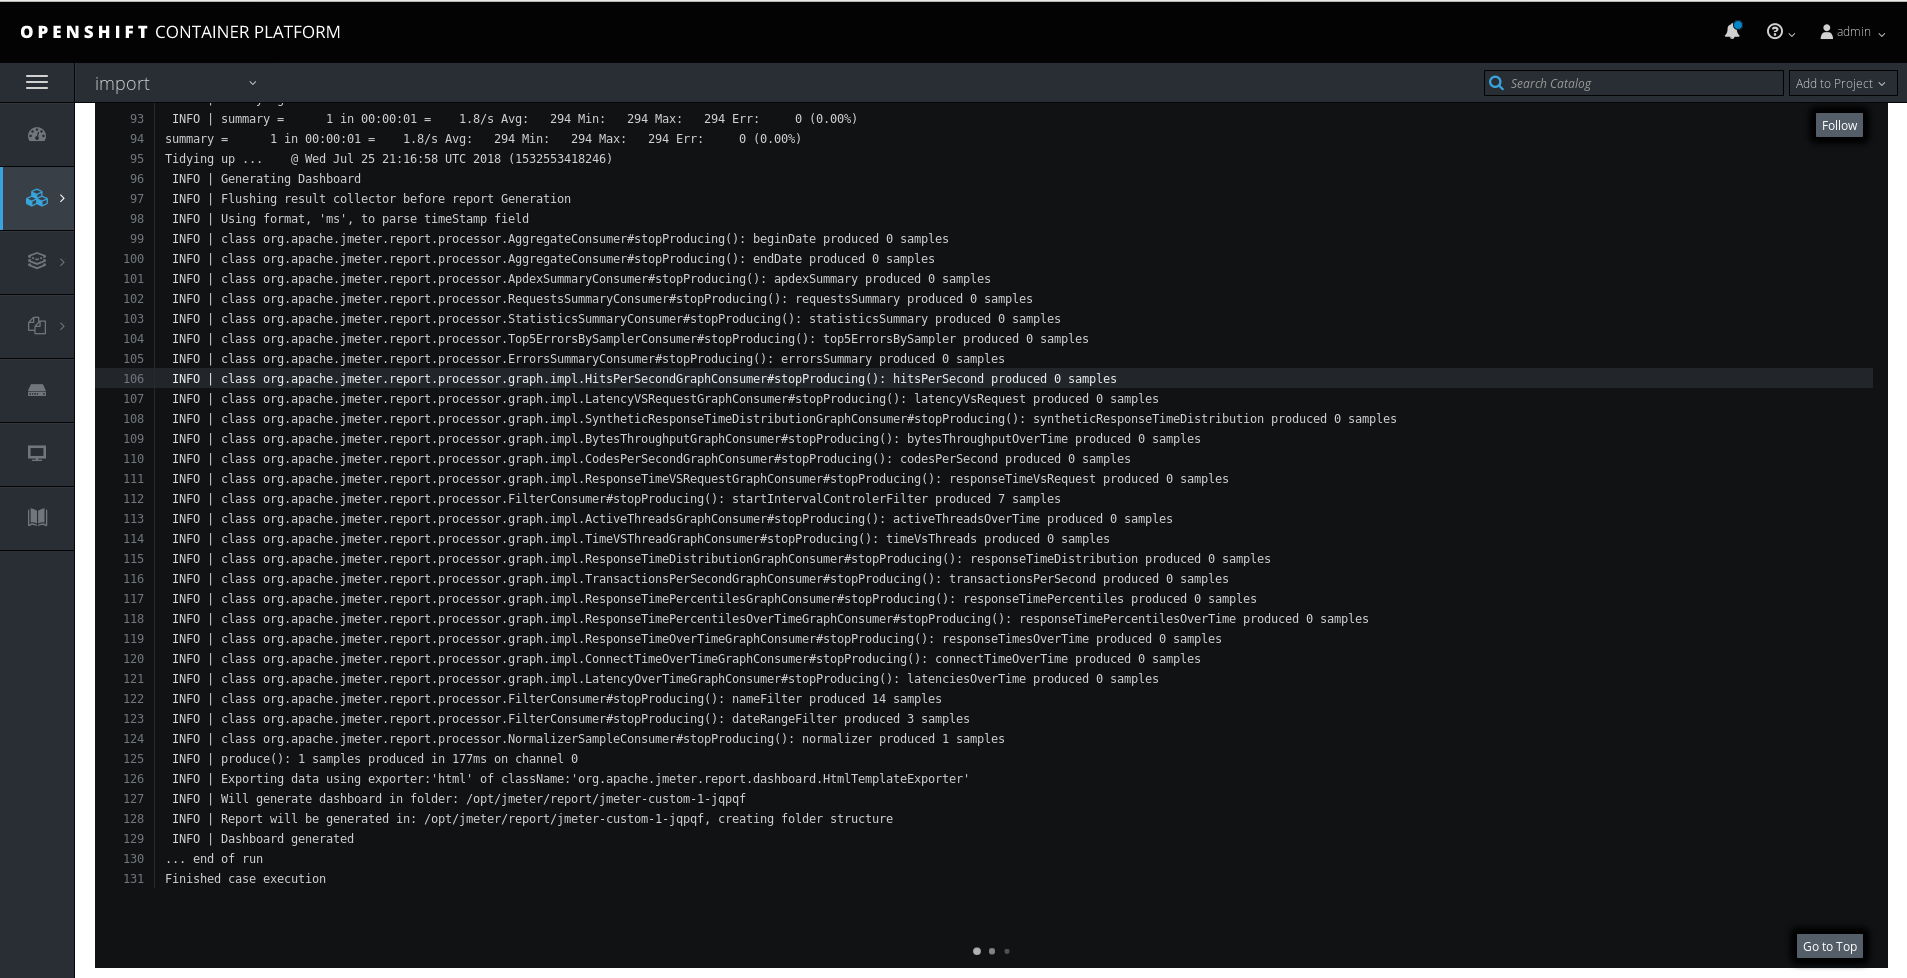 OPENSHIFT CONTAINER PLATFORM
admin
import
Search Catalog
Add to Project
Follow
93 INFO | summary = 1 in 00:00:01 = 1.8/s Avg: 294 Min: 294 Max: 294 Err: 0 (0.00%)
94 summary = 1 in 00:00:01 = 1.8/s Avg: 294 Min: 294 Max: 294 Err: 0 (0.00%)
95 Tidying up ... @ Wed Jul 25 21:16:58 UTC 2018 (1532553418246)
96 INFO | Generating Dashboard
97 INFO | Flushing result collector before report Generation
98 INFO | Using format, 'ms', to parse timeStamp field
99 INFO | class org.apache.jmeter.report.processor.AggregateConsumer#stopProducing(): beginDate produced 0 samples
100 INFO | class org.apache.jmeter.report.processor.AggregateConsumer#stopProducing(): endDate produced 0 samples
101 INFO | class org.apache.jmeter.report.processor.ApdexSummaryConsumer#stopProducing(): apdexSummary produced 0 samples
102 INFO | class org.apache.jmeter.report.processor.RequestsSummaryConsumer#stopProducing(): requestsSummary produced 0 samples
103 INFO | class org.apache.jmeter.report.processor.StatisticsSummaryConsumer#stopProducing(): statisticsSummary produced 0 samples
104 INFO | class org.apache.jmeter.report.processor.Top5ErrorsBySamplerConsumer#stopProducing(): top5ErrorsBySampler produced 0 samples
105 INFO | class org.apache.jmeter.report.processor.ErrorsSummaryConsumer#stopProducing(): errorsSummary produced 0 samples
106 INFO | class org.apache.jmeter.report.processor.graph.impl.HitsPerSecondGraphConsumer#stopProducing(): hitsPerSecond produced 0 samples
107 INFO | class org.apache.jmeter.report.processor.graph.impl.LatencyVSRequestGraphConsumer#stopProducing(): latencyVsRequest produced 0 samples
108 INFO | class org.apache.jmeter.report.processor.graph.impl.SyntheticResponseTimeDistributionGraphConsumer#stopProducing(): syntheticResponseTimeDistribution produced 0 samples
109 INFO | class org.apache.jmeter.report.processor.graph.impl.BytesThroughputGraphConsumer#stopProducing(): bytesThroughputOverTime produced 0 samples
110 INFO | class org.apache.jmeter.report.processor.graph.impl.CodesPerSecondGraphConsumer#stopProducing(): codesPerSecond produced 0 samples
111 INFO | class org.apache.jmeter.report.processor.graph.impl.ResponseTimeVSRequestGraphConsumer#stopProducing(): responseTimeVsRequest produced 0 samples
112 INFO | class org.apache.jmeter.report.processor.FilterConsumer#stopProducing(): startIntervalControlerFilter produced 7 samples
113 INFO | class org.apache.jmeter.report.processor.graph.impl.ActiveThreadsGraphConsumer#stopProducing(): activeThreadsOverTime produced 0 samples
114 INFO | class org.apache.jmeter.report.processor.graph.impl.TimeVSThreadGraphConsumer#stopProducing(): timeVsThreads produced 0 samples
115 INFO | class org.apache.jmeter.report.processor.graph.impl.ResponseTimeDistributionGraphConsumer#stopProducing(): responseTimeDistribution produced 0 samples
116 INFO | class org.apache.jmeter.report.processor.graph.impl.TransactionsPerSecondGraphConsumer#stopProducing(): transactionsPerSecond produced 0 samples
117 INFO | class org.apache.jmeter.report.processor.graph.impl.ResponseTimePercentilesGraphConsumer#stopProducing(): responseTimePercentiles produced 0 samples
118 INFO | class org.apache.jmeter.report.processor.graph.impl.ResponseTimePercentilesOverTimeGraphConsumer#stopProducing(): responseTimePercentilesOverTime produced 0 samples
119 INFO | class org.apache.jmeter.report.processor.graph.impl.ResponseTimeOverTimeGraphConsumer#stopProducing(): responseTimesOverTime produced 0 samples
120 INFO | class org.apache.jmeter.report.processor.graph.impl.ConnectTimeOverTimeGraphConsumer#stopProducing(): connectTimeOverTime produced 0 samples
121 INFO | class org.apache.jmeter.report.processor.graph.impl.LatencyOverTimeGraphConsumer#stopProducing(): latenciesOverTime produced 0 samples
122 INFO | class org.apache.jmeter.report.processor.FilterConsumer#stopProducing(): nameFilter produced 14 samples
123 INFO | class org.apache.jmeter.report.processor.FilterConsumer#stopProducing(): dateRangeFilter produced 3 samples
124 INFO | class org.apache.jmeter.report.processor.NormalizerSampleConsumer#stopProducing(): normalizer produced 1 samples
125 INFO | produce(): 1 samples produced in 177ms on channel 0
126 INFO | Exporting data using exporter:'html' of className:'org.apache.jmeter.report.dashboard.HtmlTemplateExporter'
127 INFO | Will generate dashboard in folder: /opt/jmeter/report/jmeter-custom-1-jqpqf
128 INFO | Report will be generated in: /opt/jmeter/report/jmeter-custom-1-jqpqf, creating folder structure
129 INFO | Dashboard generated
130 ... end of run
131 Finished case execution
Go to Top